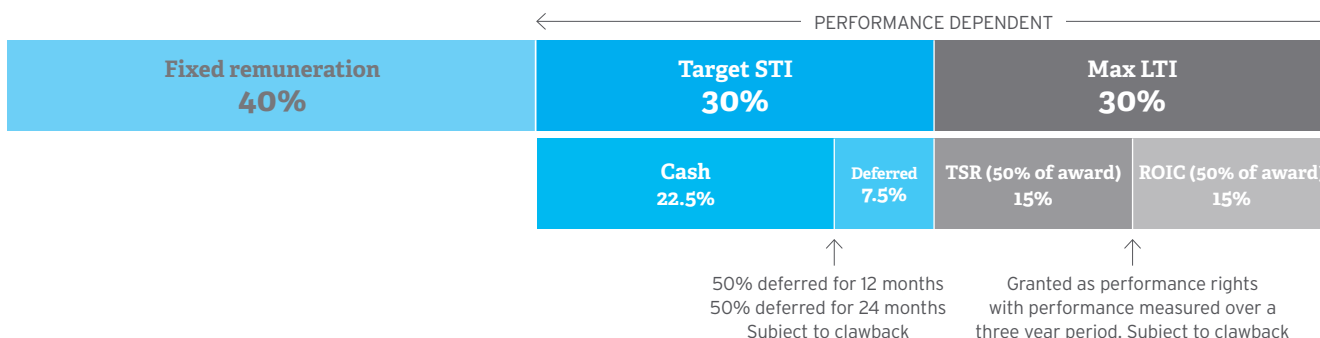 PERFORMANCE DEPENDENT
Fixed remuneration
40%
Target STI
30%
Max LTI
30%
Cash
22.5%
Deferred
7.5%
TSR (50% of award)
15%
ROIC (50% of award)
15%
50% deferred for 12 months
50% deferred for 24 months
Subject to clawback
Granted as performance rights
with performance measured over a
three year period. Subject to clawback